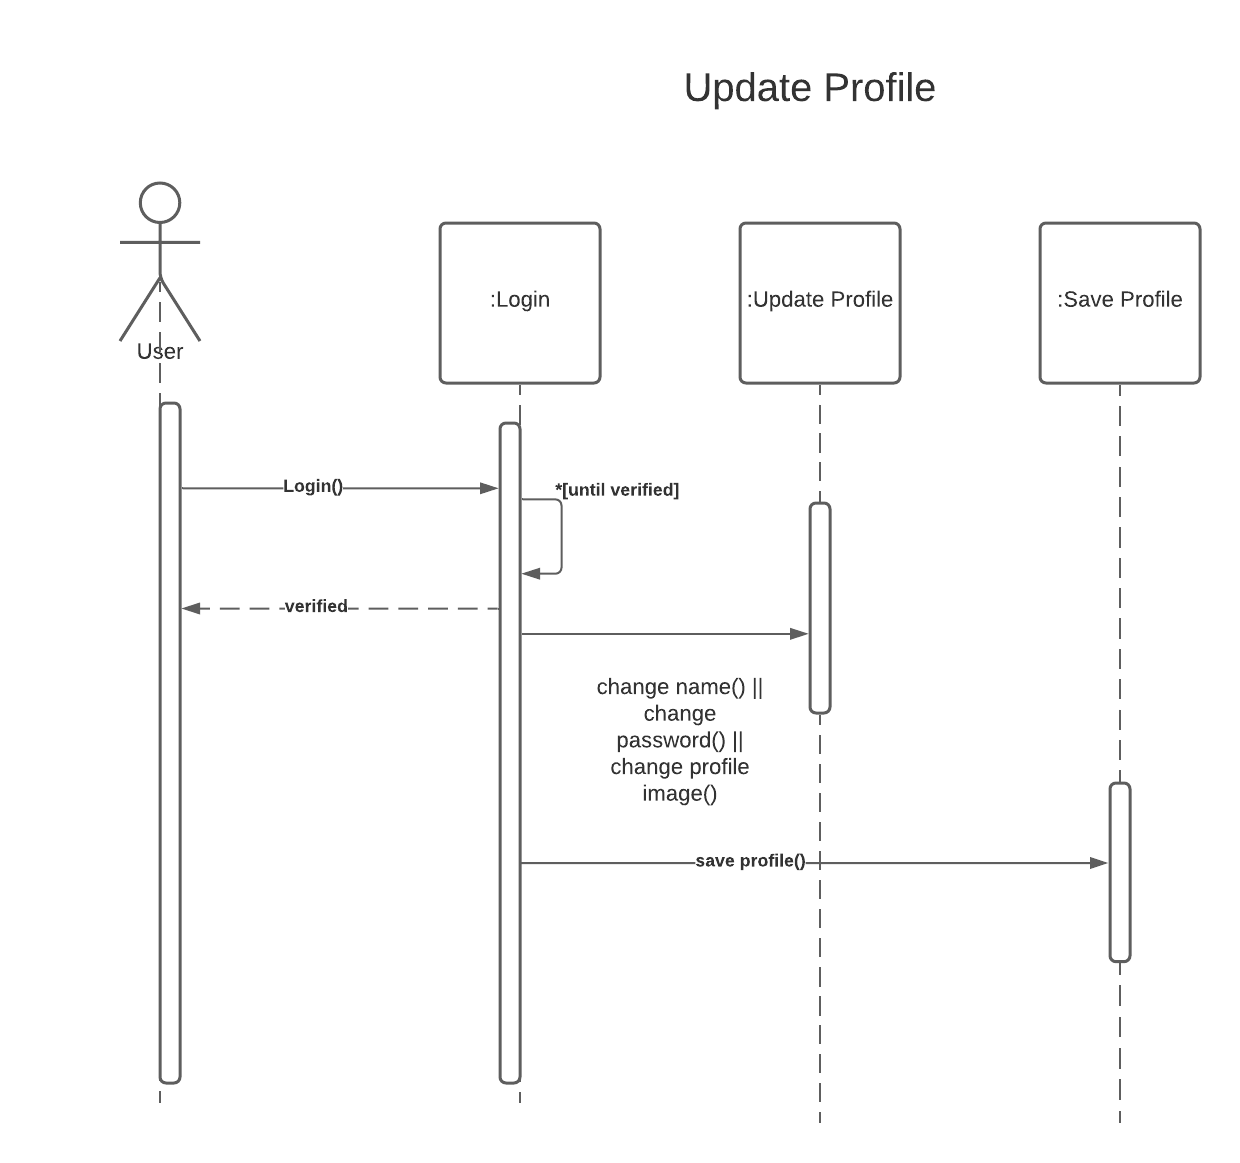 Update Profile
:Login
:Update Profile
:Save Profile
User
Login()
*[until verified]
verified
change name() ||
change
password() ||
change profile
image()
save profile()